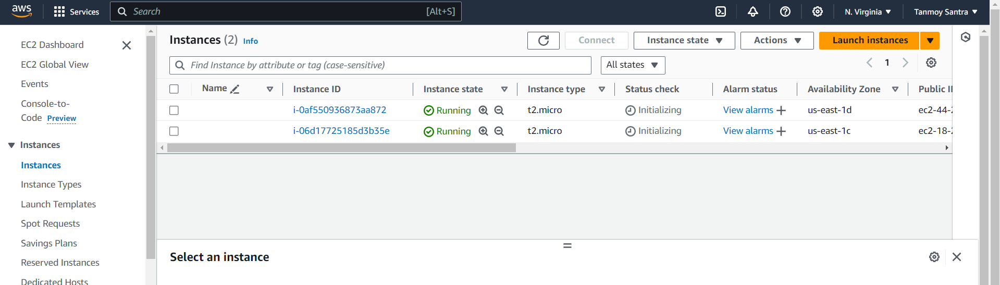 aws
Services
Search
[Alt+S]
N. Virginia
Tanmoy Santra
EC2 Dashboard
EC2 Global View
Events
Console-to-
Code Preview
Instances
Instances
Instance Types
Launch Templates
Spot Requests
Savings Plans
Reserved Instances
Dedicated Hosts
Instances (2) Info
Connect
Instance state
Actions
Launch instances
Find Instance by attribute or tag (case-sensitive)
All states
1
Name Instance ID Instance state Instance type Status check Alarm status Availability Zone Public
i-0af550936873aa872 Running t2.micro Initializing View alarms + us-east-1d ec2-44-
i-06d17725185d3b35e Running t2.micro Initializing View alarms + us-east-1c ec2-18-
Select an instance